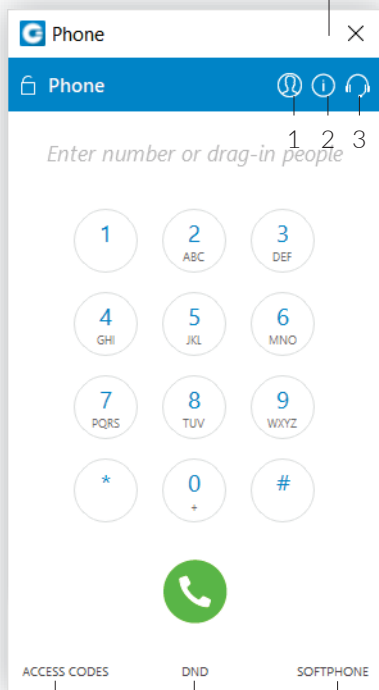 Phone
Phone
1 2 3
Enter number or drag-in people
1 2 3
ABC DEF
4 5 6
GHI JKL MNO
7 8 9
PQRS TUV WXYZ
* 0 #
+
ACCESS CODES DND SOFTPHONE